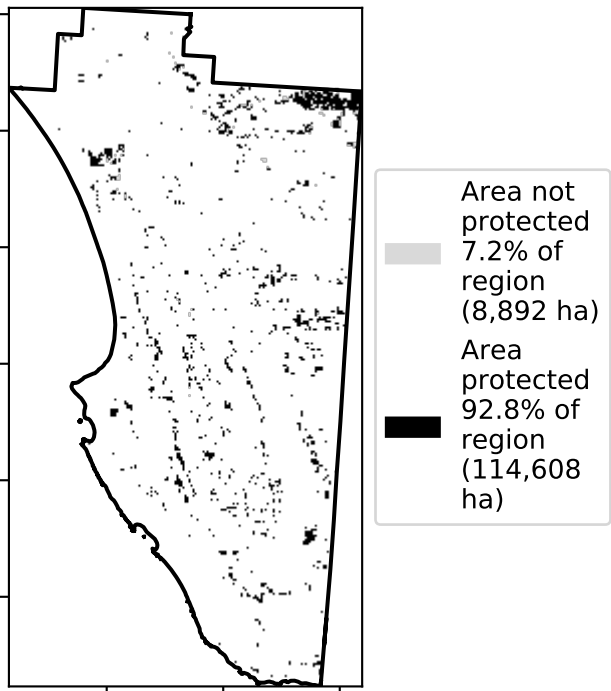 Area not
protected
7.2% of
region
(8,892 ha)
Area
protected
92.8% of
region
(114,608
ha)